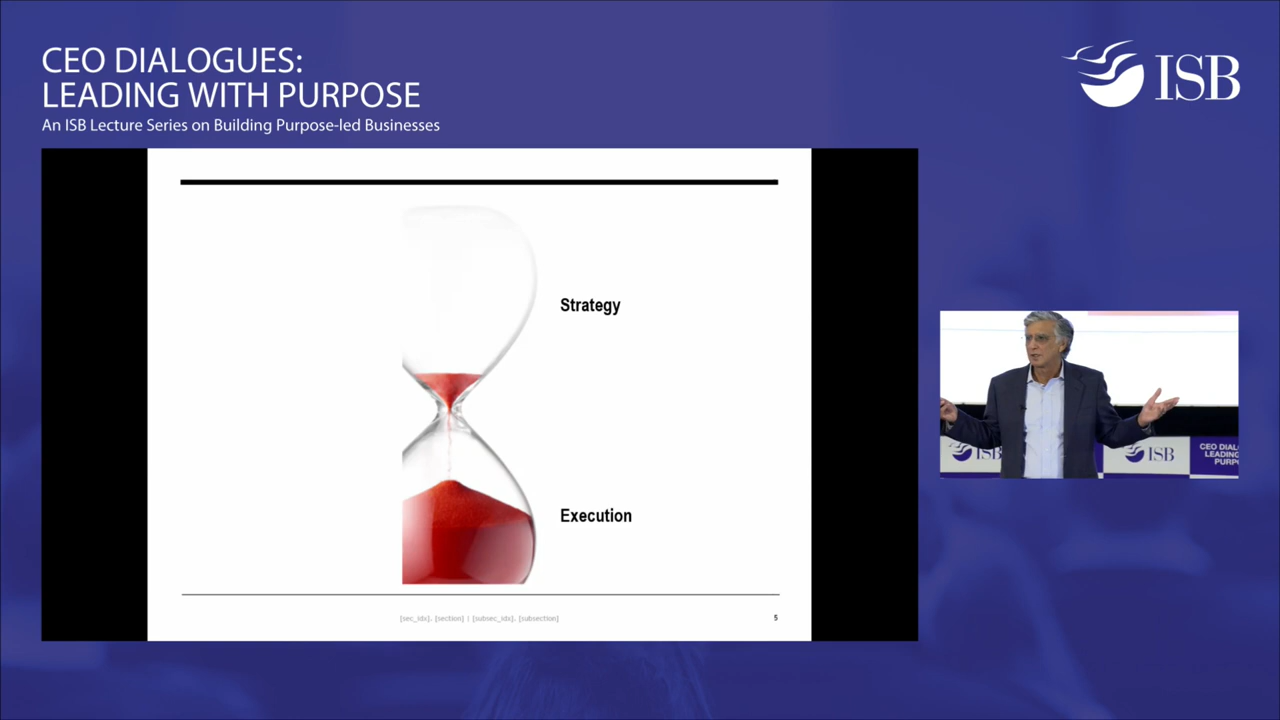 CEO DIALOGUES:
LEADING WITH PURPOSE
An ISB Lecture Series on Building Purpose-led Businesses
ISB
Strategy
Execution
[sec_idx]. [section] | [subsec_idx]. [subsection]
5
ISB
ISB
CEO DIAL
LEADING
PURP